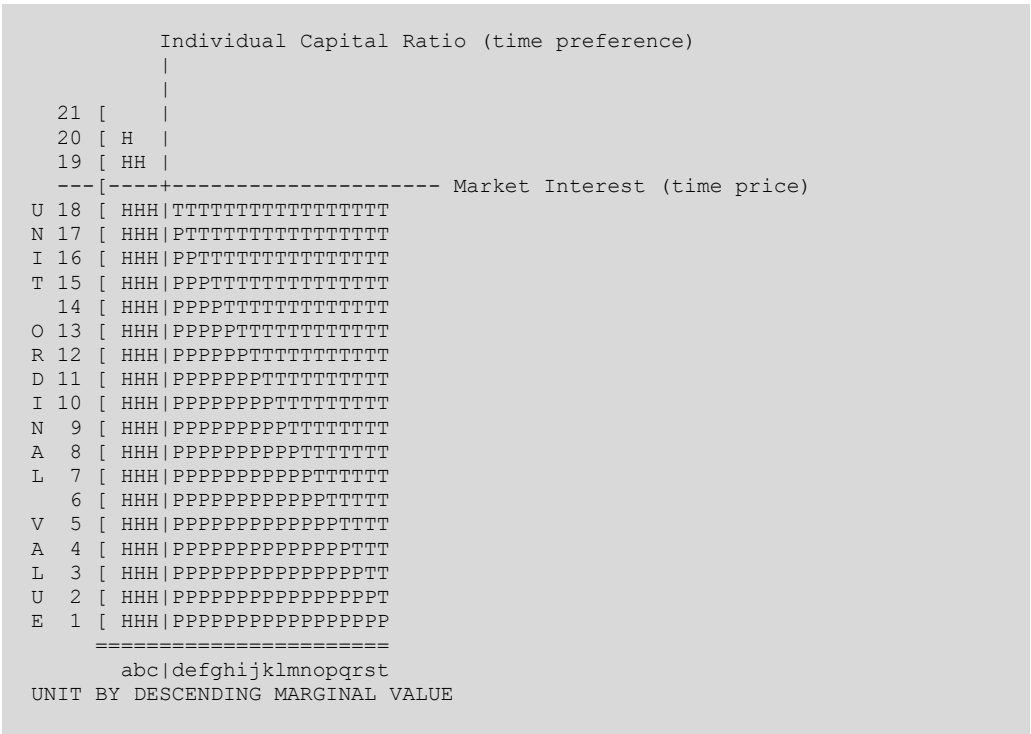 Individual Capital Ratio (time preference)
|
|
21 [      |
20 [ H  |
19 [ HH |
---[----+--------------------- Market Interest (time price)
U 18 [ HHH|TTTTTTTTTTTTTTTTT
N 17 [ HHH|PTTTTTTTTTTTTTTTT
I 16 [ HHH|PPTTTTTTTTTTTTTTT
T 15 [ HHH|PPPTTTTTTTTTTTTTT
14 [ HHH|PPPPTTTTTTTTTTTTT
O 13 [ HHH|PPPPPTTTTTTTTTTTT
R 12 [ HHH|PPPPPPTTTTTTTTTTT
D 11 [ HHH|PPPPPPPTTTTTTTTTT
I 10 [ HHH|PPPPPPPPTTTTTTTTT
N  9 [ HHH|PPPPPPPPPTTTTTTTT
A  8 [ HHH|PPPPPPPPPPTTTTTTT
L  7 [ HHH|PPPPPPPPPPPTTTTTT
6 [ HHH|PPPPPPPPPPPPTTTTT
V  5 [ HHH|PPPPPPPPPPPPPTTTT
A  4 [ HHH|PPPPPPPPPPPPPPTTT
L  3 [ HHH|PPPPPPPPPPPPPPPTT
U  2 [ HHH|PPPPPPPPPPPPPPPPT
E  1 [ HHH|PPPPPPPPPPPPPPPPP
=======================
abc|defghijklmnopqrst
UNIT BY DESCENDING MARGINAL VALUE